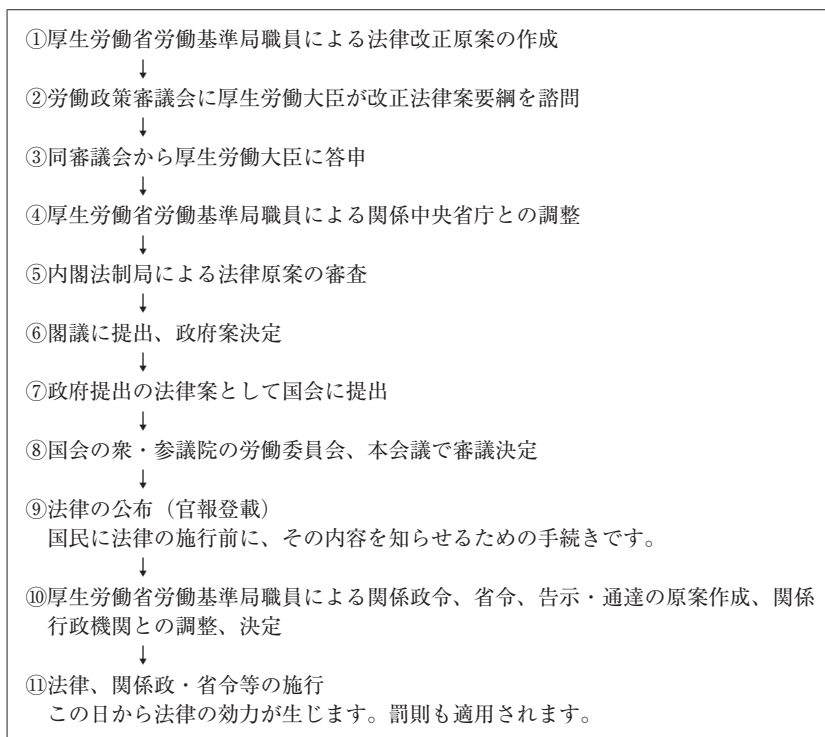 ①厚生労働省労働基準局職員による法律改正原案の作成
↓
②労働政策審議会に厚生労働大臣が改正法律案要綱を諮問
↓
③同審議会から厚生労働大臣に答申
↓
④厚生労働省労働基準局職員による関係中央省庁との調整
↓
⑤内閣法制局による法律原案の審査
↓
⑥閣議に提出、政府案決定
↓
⑦政府提出の法律案として国会に提出
↓
⑧国会の衆・参議院の労働委員会、本会議で審議決定
↓
⑨法律の公布（官報登載）
国民に法律の施行前に、その内容を知らせるための手続きです。
↓
⑩厚生労働省労働基準局職員による関係政令、省令、告示・通達の原案作成、関係
行政機関との調整、決定
↓
⑪法律、関係政・省令等の施行
この日から法律の効力が生じます。罰則も適用されます。